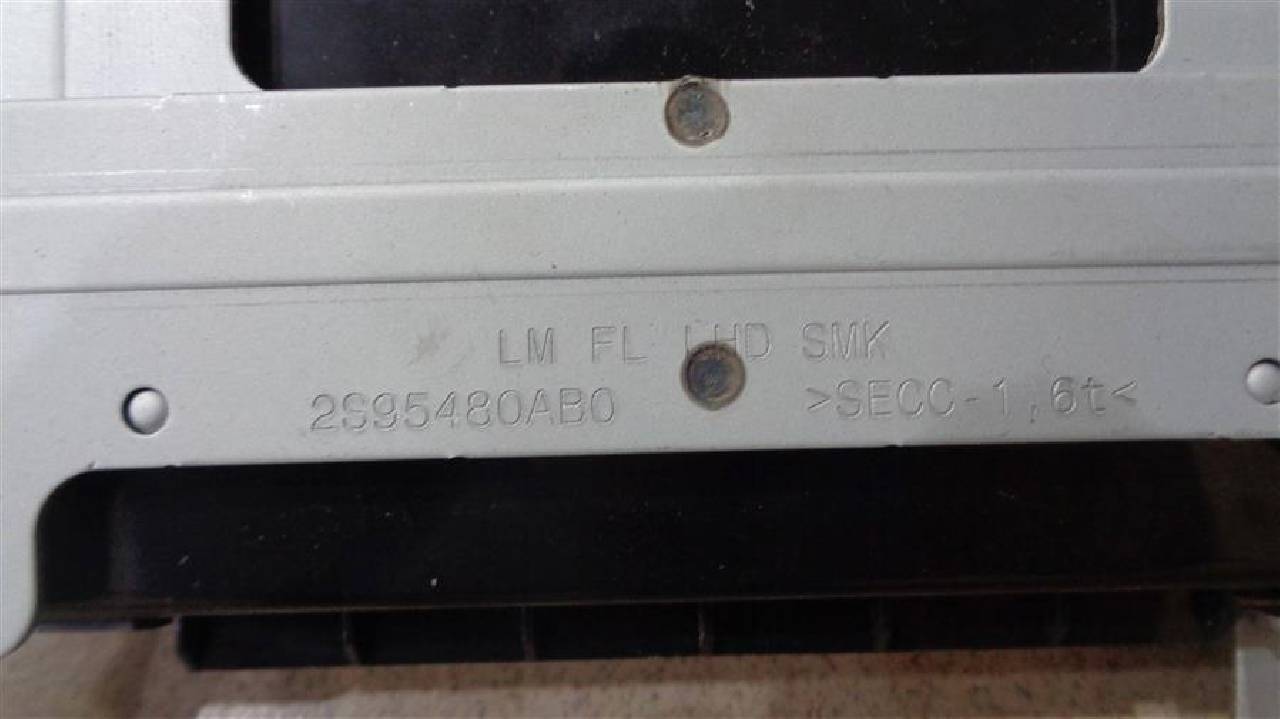 LM FL LHD SMK
2S95480AB0 >SECC-1,6t<